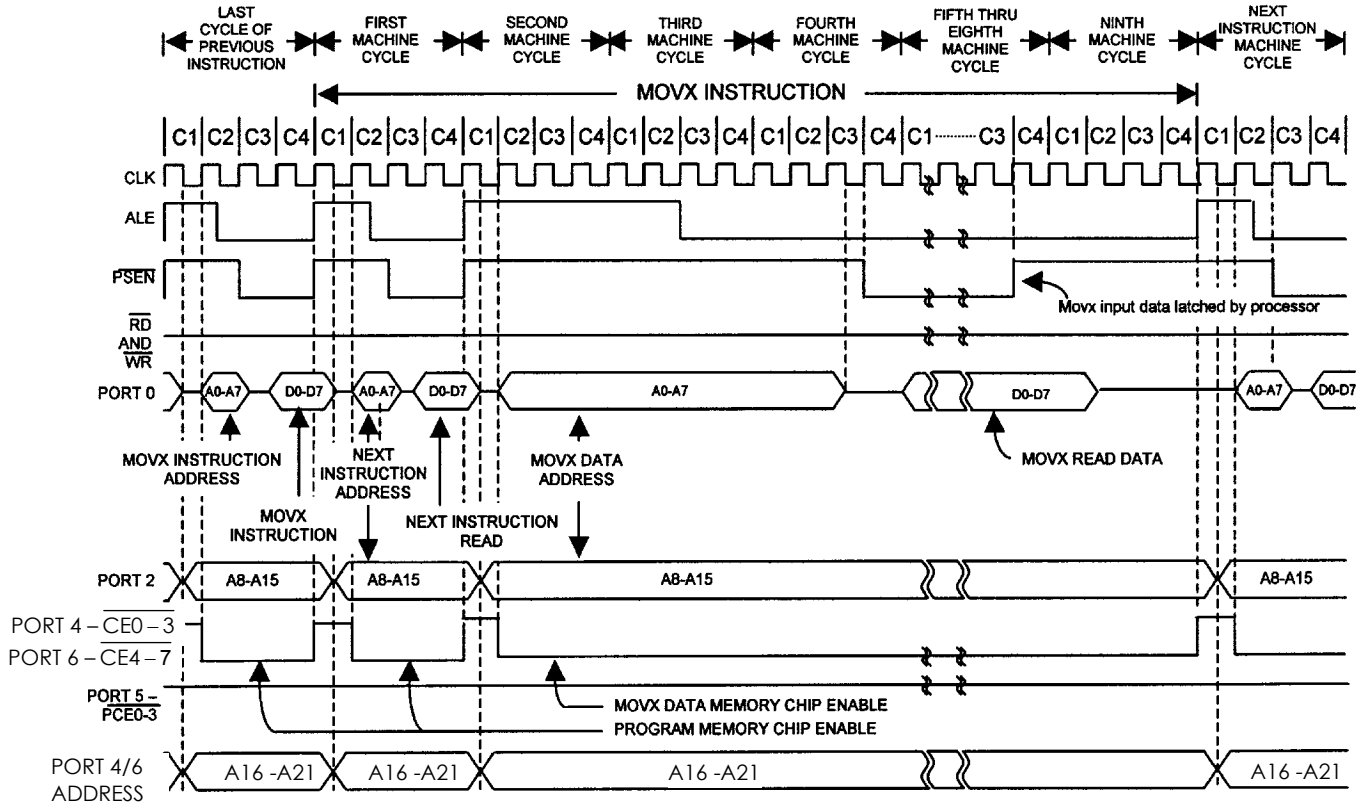 LAST
CYCLE OF
PREVIOUS
INSTRUCTION
FIRST
MACHINE
CYCLE
SECOND
MACHINE
CYCLE
THIRD
MACHINE
CYCLE
FOURTH
MACHINE
CYCLE
FIFTH THRU
EIGHTH
MACHINE
CYCLE
NINTH
MACHINE
CYCLE
NEXT
INSTRUCTION
MACHINE
CYCLE
MOVX INSTRUCTION
C1 C2 C3 C4 C1 C2 C3 C4 C1 C2 C3 C4 C1 C2 C3 C4 C1 C2 C3 C4 C1 ········· C3 C4 C1 C2 C3 C4 C1 C2 C3 C4
CLK
ALE
PSEN
Movx input data latched by processor
RD
AND
WR
PORT 0 A0-A7 D0-D7 A0-A7 D0-D7 A0-A7 D0-D7 A0-A7 D0-D7
MOVX INSTRUCTION
ADDRESS
NEXT
INSTRUCTION
ADDRESS
MOVX DATA
ADDRESS
MOVX READ DATA
MOVX
INSTRUCTION
NEXT INSTRUCTION
READ
PORT 2 A8-A15 A8-A15 A8-A15 A8-A15
PORT 4 – CE0 – 3
PORT 6 – CE4 – 7
PORT 5 –
PCE0-3
MOVX DATA MEMORY CHIP ENABLE
PROGRAM MEMORY CHIP ENABLE
PORT 4/6
ADDRESS
A16 -A21 A16 -A21 A16 -A21 A16 -A21